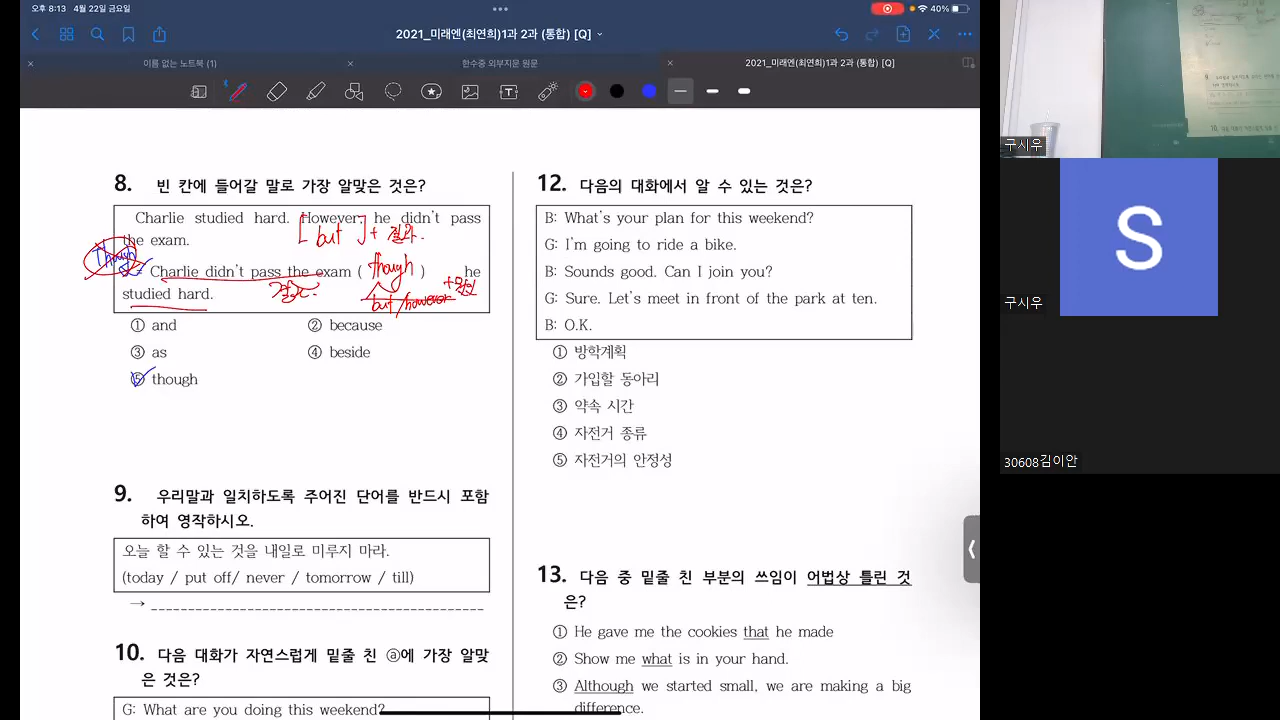 오후 8:13 4월 22일 금요일
40%
2021_미래엔(최연희)1과 2과 (통합) [Q]
이름 없는 노트북 (1)
한수중 외부지문 원문
2021_미래엔(최연희)1과 2과 (통합) [Q]
8. 빈 칸에 들어갈 말로 가장 알맞은 것은?
Charlie studied hard. However, he didn't pass
the exam.
[ but ] + 결과.
Though
= Charlie didn't pass the exam ( though ) he
studied hard.
결과.
but/however
+원인
① and
② because
③ as
④ beside
⑤ though
9. 우리말과 일치하도록 주어진 단어를 반드시 포함
하여 영작하시오.
오늘 할 수 있는 것을 내일로 미루지 마라.
(today / put off/ never / tomorrow / till)
→ ____________________
10. 다음 대화가 자연스럽게 밑줄 친 ⓐ에 가장 알맞
은 것은?
G: What are you doing this weekend?
12. 다음의 대화에서 알 수 있는 것은?
B: What's your plan for this weekend?
G: I'm going to ride a bike.
B: Sounds good. Can I join you?
G: Sure. Let's meet in front of the park at ten.
B: O.K.
① 방학계획
② 가입할 동아리
③ 약속 시간
④ 자전거 종류
⑤ 자전거의 안정성
13. 다음 중 밑줄 친 부분의 쓰임이 어법상 틀린 것
은?
① He gave me the cookies that he made
② Show me what is in your hand.
③ Although we started small, we are making a big
difference.
구시우
S
구시우
30608김이안